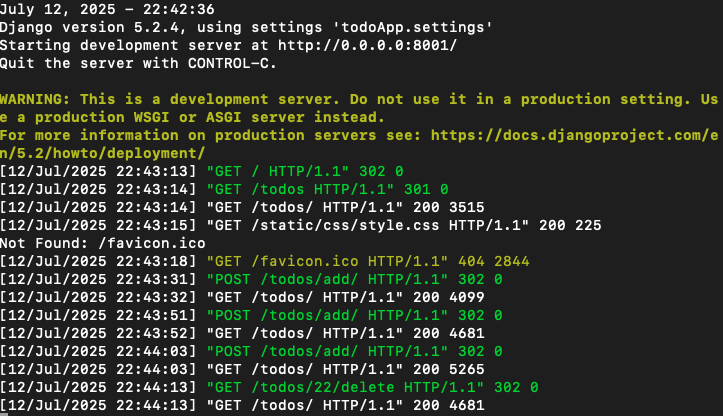 July 12, 2025 - 22:42:36
Django version 5.2.4, using settings 'todoApp.settings'
Starting development server at http://0.0.0.0:8001/
Quit the server with CONTROL-C.
WARNING: This is a development server. Do not use it in a production setting. Us
e a production WSGI or ASGI server instead.
For more information on production servers see: https://docs.djangoproject.com/e
n/5.2/howto/deployment/
[12/Jul/2025 22:43:13] "GET / HTTP/1.1" 302 0
[12/Jul/2025 22:43:14] "GET /todos HTTP/1.1" 301 0
[12/Jul/2025 22:43:14] "GET /todos/ HTTP/1.1" 200 3515
[12/Jul/2025 22:43:15] "GET /static/css/style.css HTTP/1.1" 200 225
Not Found: /favicon.ico
[12/Jul/2025 22:43:18] "GET /favicon.ico HTTP/1.1" 404 2844
[12/Jul/2025 22:43:31] "POST /todos/add/ HTTP/1.1" 302 0
[12/Jul/2025 22:43:32] "GET /todos/ HTTP/1.1" 200 4099
[12/Jul/2025 22:43:51] "POST /todos/add/ HTTP/1.1" 302 0
[12/Jul/2025 22:43:52] "GET /todos/ HTTP/1.1" 200 4681
[12/Jul/2025 22:44:03] "POST /todos/add/ HTTP/1.1" 302 0
[12/Jul/2025 22:44:03] "GET /todos/ HTTP/1.1" 200 5265
[12/Jul/2025 22:44:13] "GET /todos/22/delete HTTP/1.1" 302 0
[12/Jul/2025 22:44:13] "GET /todos/ HTTP/1.1" 200 4681